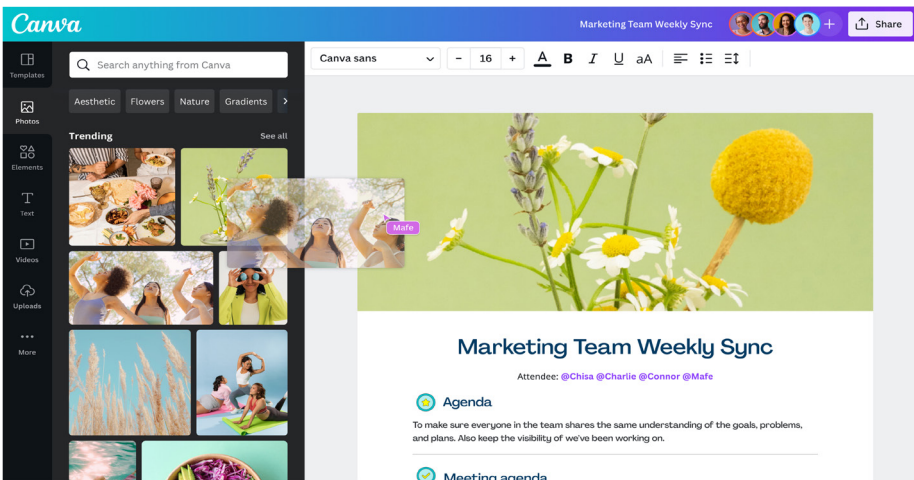 Canva
Marketing Team Weekly Sync
+
Share
Templates
Photos
Elements
Text
Videos
Uploads
More
Search anything from Canva
Aesthetic
Flowers
Nature
Gradients
Trending
See all
Canva sans
- 16 +
A B I U aA
Mafe
Marketing Team Weekly Sync
Attendee: @Chisa @Charlie @Connor @Mafe
Agenda
To make sure everyone in the team shares the same understanding of the goals, problems,
and plans. Also keep the visibility of we've been working on.
Meeting agenda